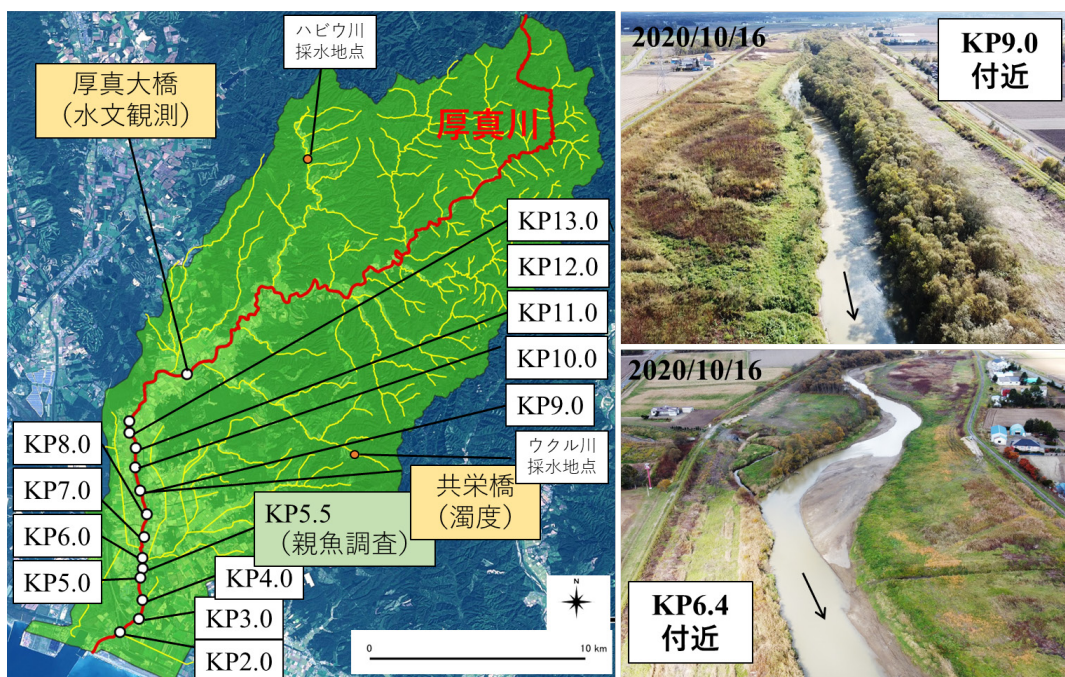 ハビウ川
採水地点
厚真大橋
（水文観測）
厚真川
KP13.0
KP12.0
KP11.0
KP10.0
KP9.0
ウクル川
採水地点
共栄橋
（濁度）
KP8.0
KP7.0
KP6.0
KP5.0
KP5.5
（親魚調査）
KP4.0
KP3.0
KP2.0
N
0
10 km
2020/10/16
KP9.0
付近
2020/10/16
KP6.4
付近